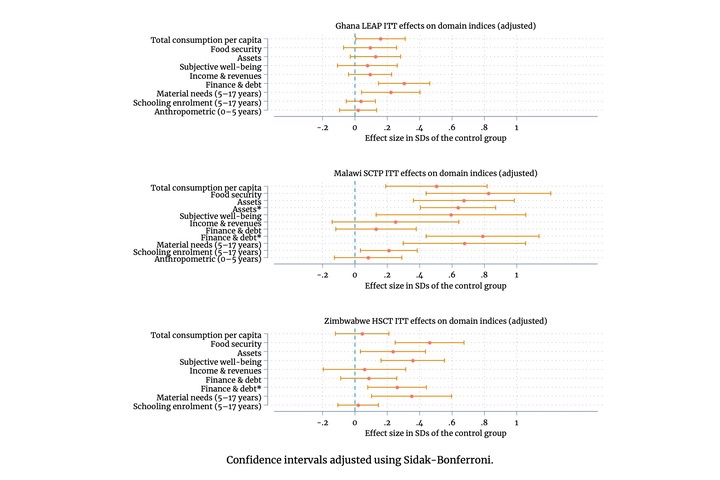 Ghana LEAP ITT effects on domain indices (adjusted)
Total consumption per capita
Food security
Assets
Subjective well-being
Income & revenues
Finance & debt
Material needs (5–17 years)
Schooling enrolment (5–17 years)
Anthropometric (0–5 years)
-.2 0 .2 .4 .6 .8 1
Effect size in SDs of the control group
Malawi SCTP ITT effects on domain indices (adjusted)
Total consumption per capita
Food security
Assets
Assets*
Subjective well-being
Income & revenues
Finance & debt
Finance & debt*
Material needs (5–17 years)
Schooling enrolment (5–17 years)
Anthropometric (0–5 years)
-.2 0 .2 .4 .6 .8 1
Effect size in SDs of the control group
Zimbwabwe HSCT ITT effects on domain indices (adjusted)
Total consumption per capita
Food security
Assets
Subjective well-being
Income & revenues
Finance & debt
Finance & debt*
Material needs (5–17 years)
Schooling enrolment (5–17 years)
-.2 0 .2 .4 .6 .8 1
Effect size in SDs of the control group
Confidence intervals adjusted using Sidak-Bonferroni.